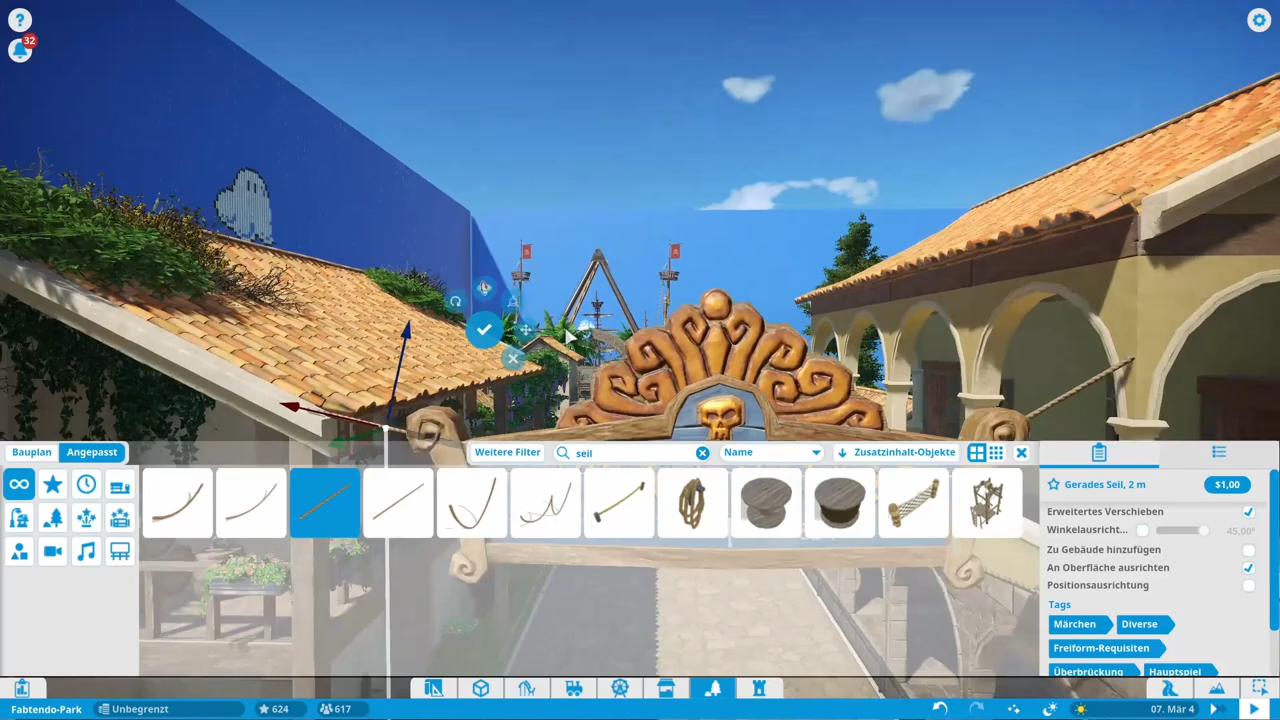 ?
32
Bauplan
Angepasst
Weitere Filter
seil
Name
Zusatzinhalt-Objekte
Gerades Seil, 2 m
$1,00
Erweitertes Verschieben
Winkelausricht...
45,00°
Zu Gebäude hinzufügen
An Oberfläche ausrichten
Positionsausrichtung
Tags
Märchen
Diverse
Freiform-Requisiten
Überbrückung
Hauptspiel
Fabtendo-Park
Unbegrenzt
624
617
07. Mär 4